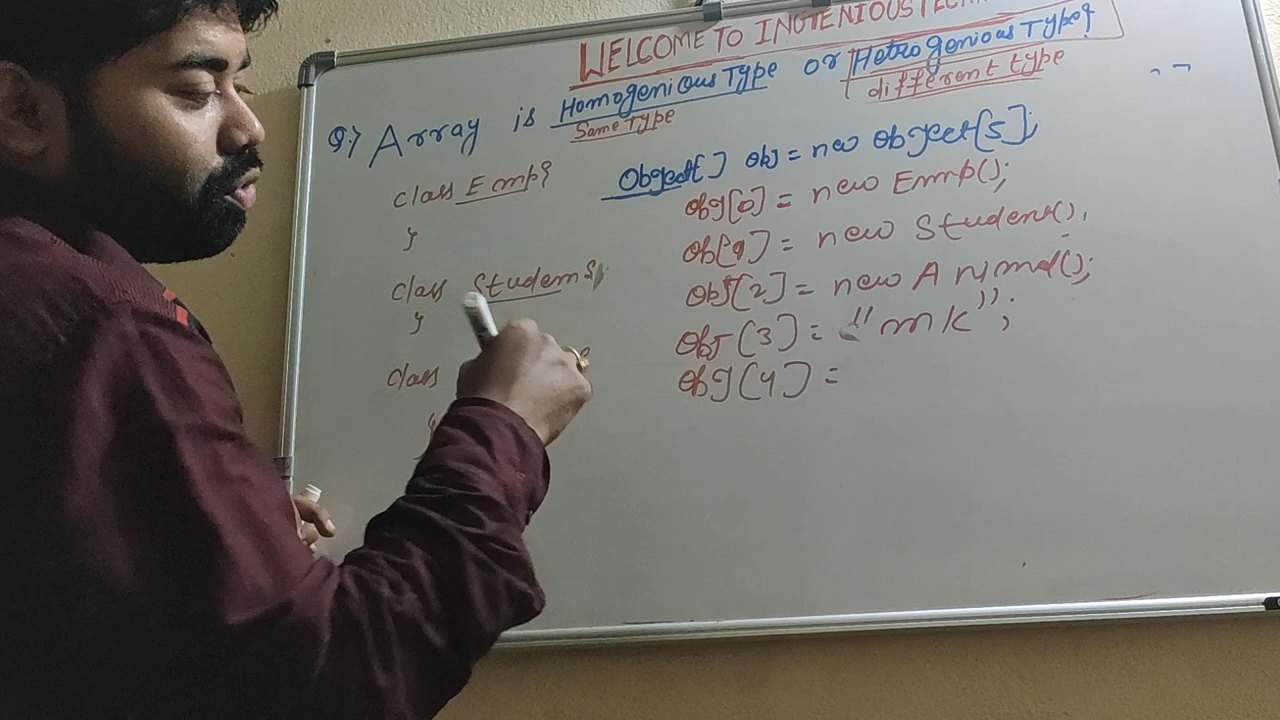 WELCOME TO INGTENIOUS
Q:) Array is Homogenious Type or Hetrogenious Type?
Same Type
different type
class Emp{
}
class Studen
}
class
Object[] obj = new Object[5];
obj[0] = new Emp();
obj[1] = new Student();
obj[2] = new Animal();
obj[3] = "mk";
obj[4] =